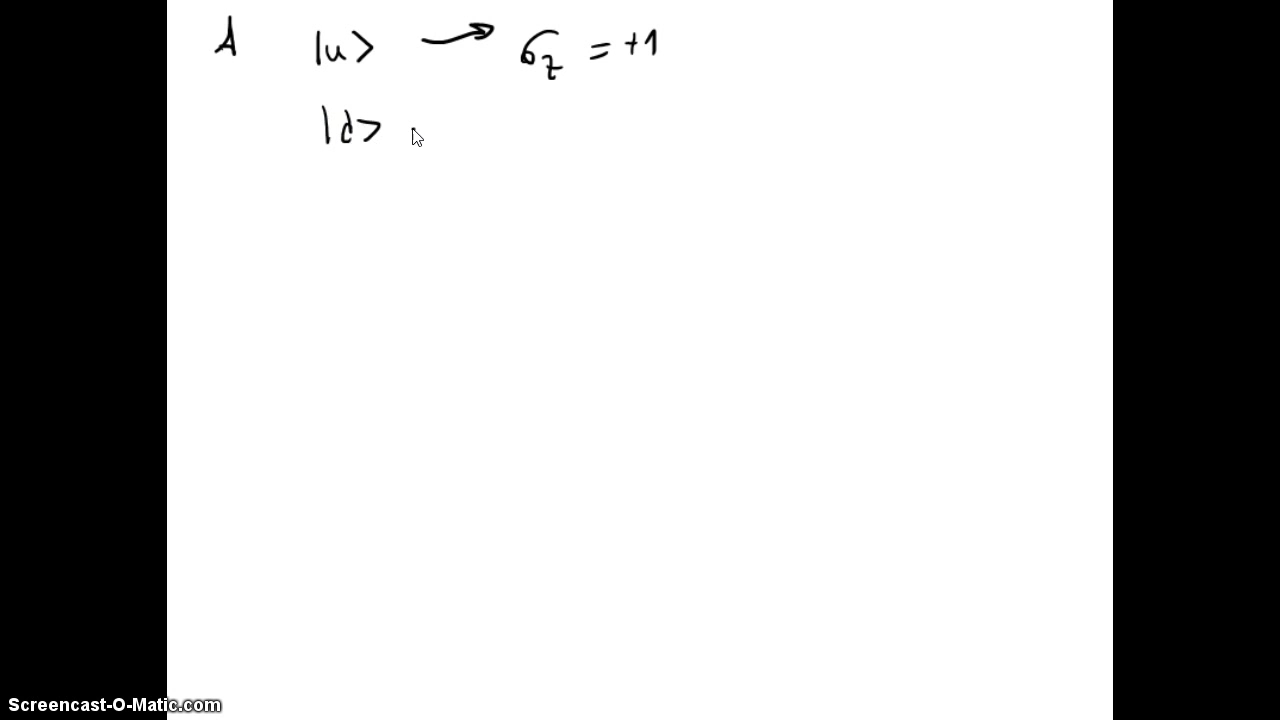 A |u> → σz = +1
|d>
Screencast-O-Matic.com